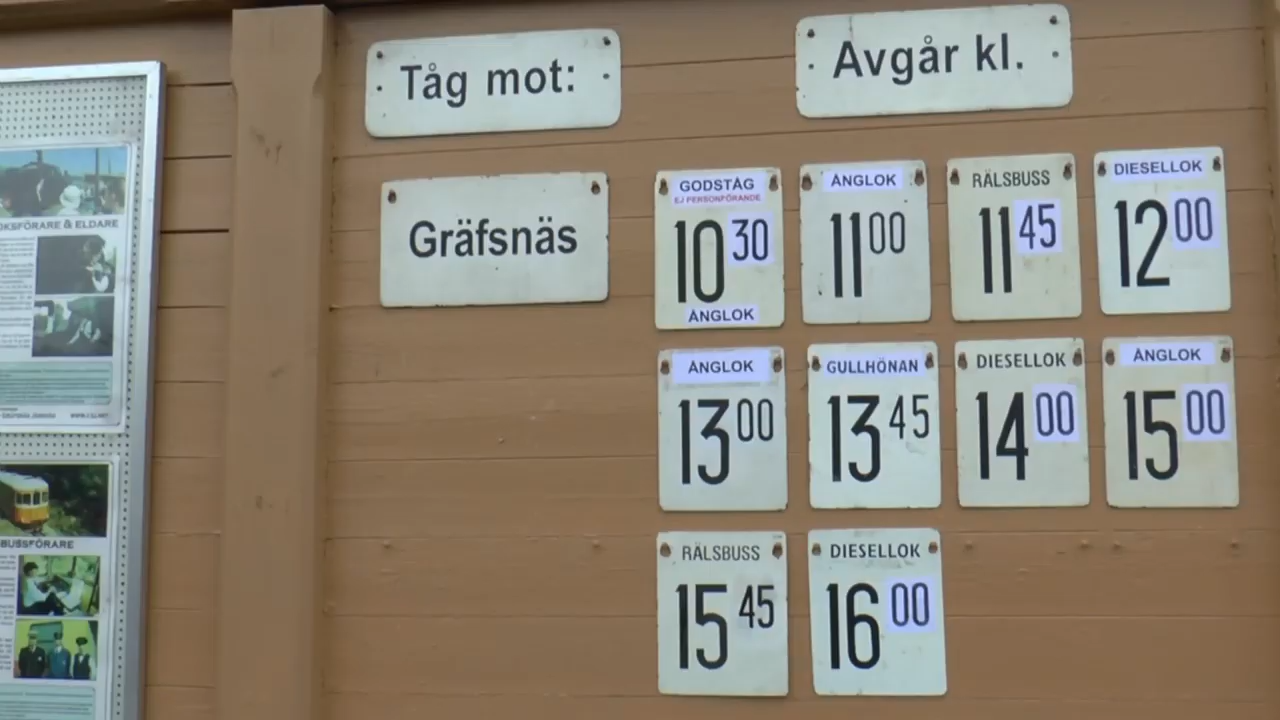 Tåg mot:
Avgår kl.
Gräfsnäs
GODSTÅG
EJ PERSONFÖRANDE
10 30
ÅNGLOK
ÅNGLOK
11 00
RÄLSBUSS
11 45
DIESELLOK
12 00
ÅNGLOK
13 00
GULLHÖNAN
13 45
DIESELLOK
14 00
ÅNGLOK
15 00
RÄLSBUSS
15 45
DIESELLOK
16 00
OKSFÖRARE & ELDARE
BUSSFÖRARE